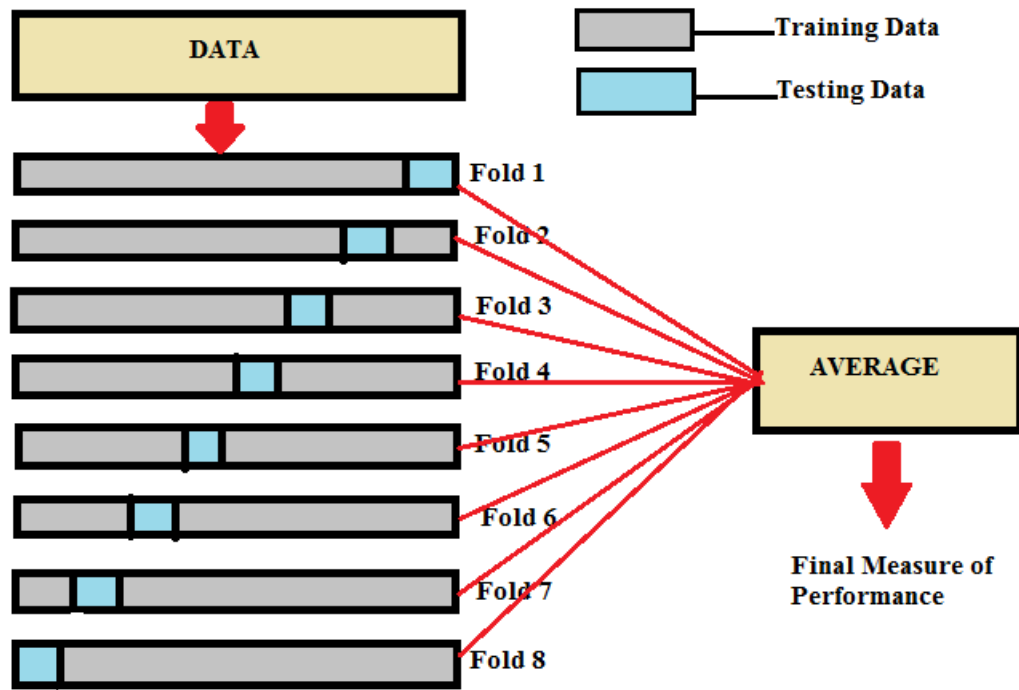 DATA
Training Data
Testing Data
Fold 1
Fold 2
Fold 3
Fold 4
Fold 5
Fold 6
Fold 7
Fold 8
AVERAGE
Final Measure of
Performance